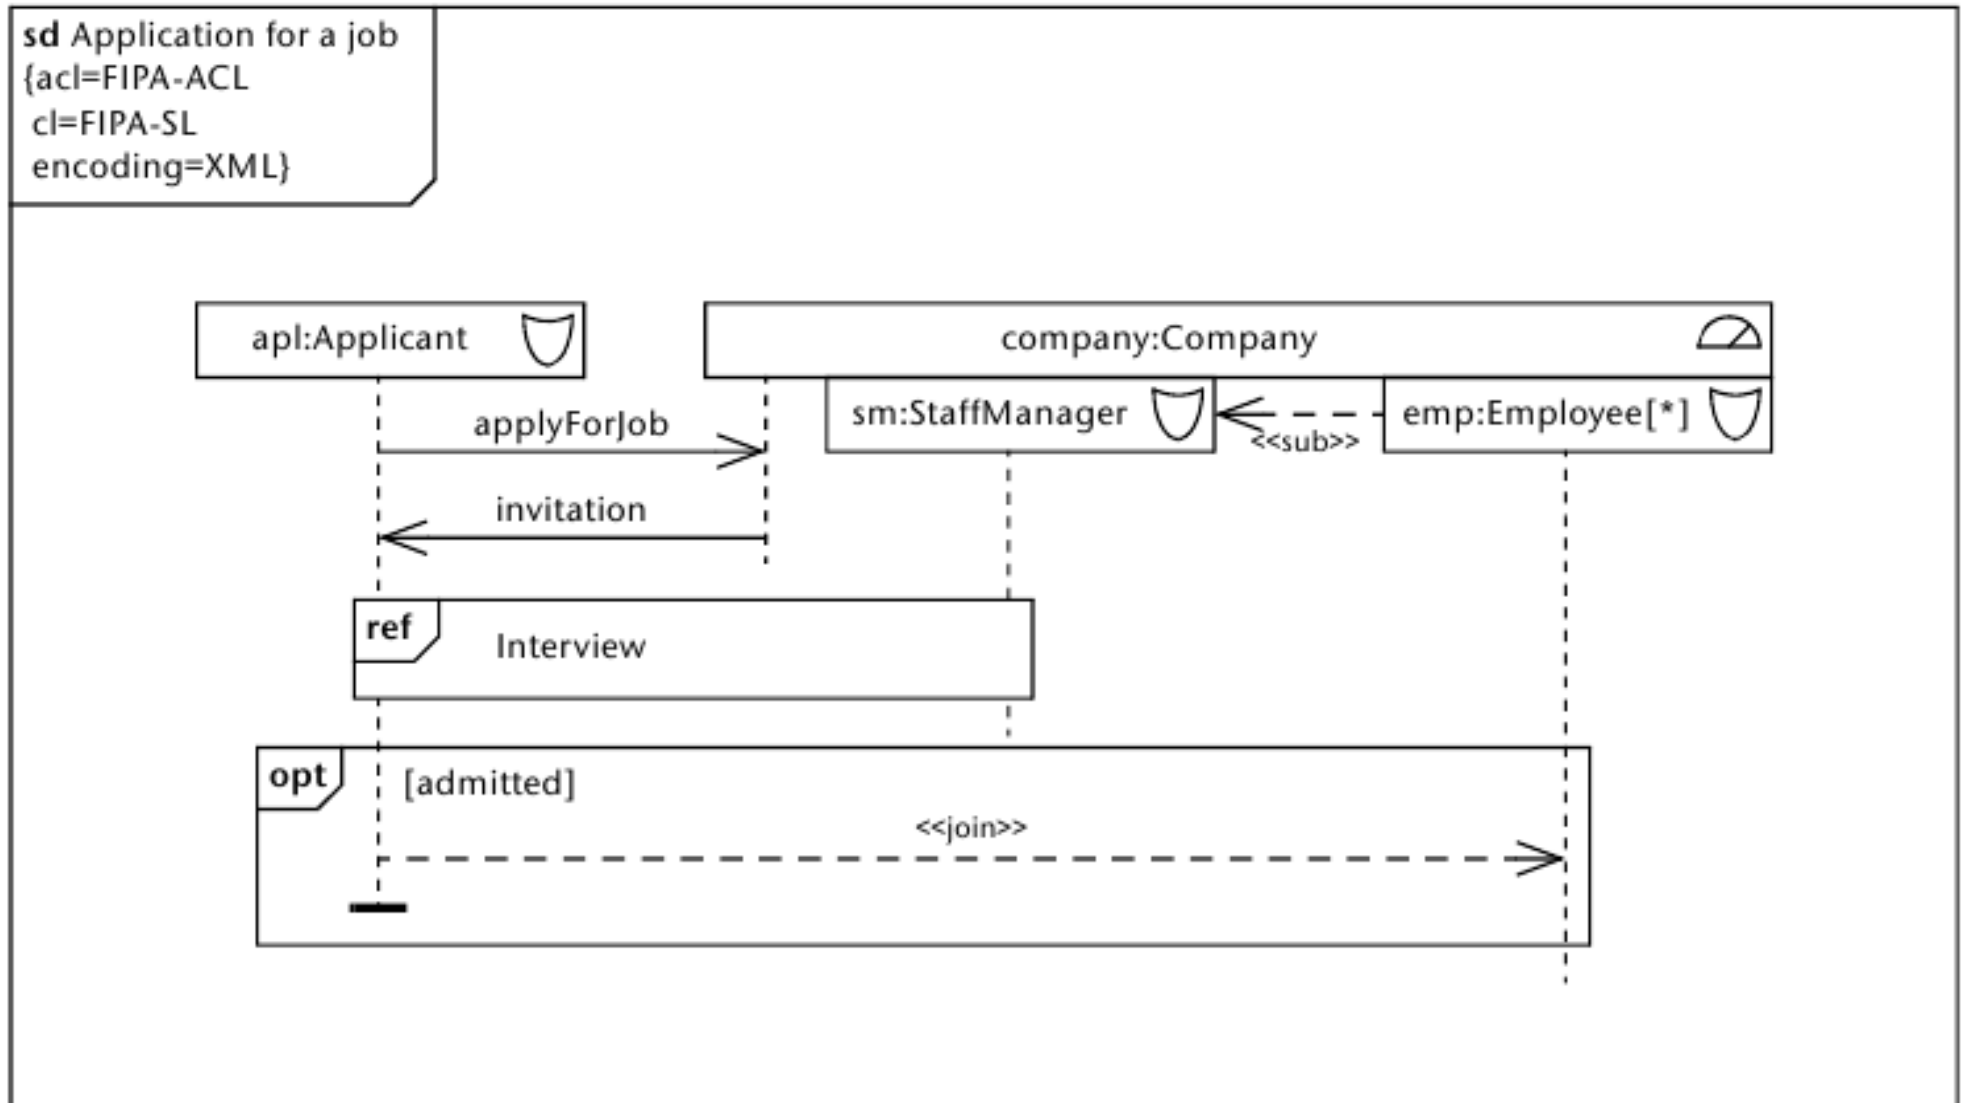 sd Application for a job
{acl=FIPA-ACL
cl=FIPA-SL
encoding=XML}
apl:Applicant
company:Company
sm:StaffManager
<<sub>>
emp:Employee[*]
applyForJob
invitation
ref
Interview
opt
[admitted]
<<join>>